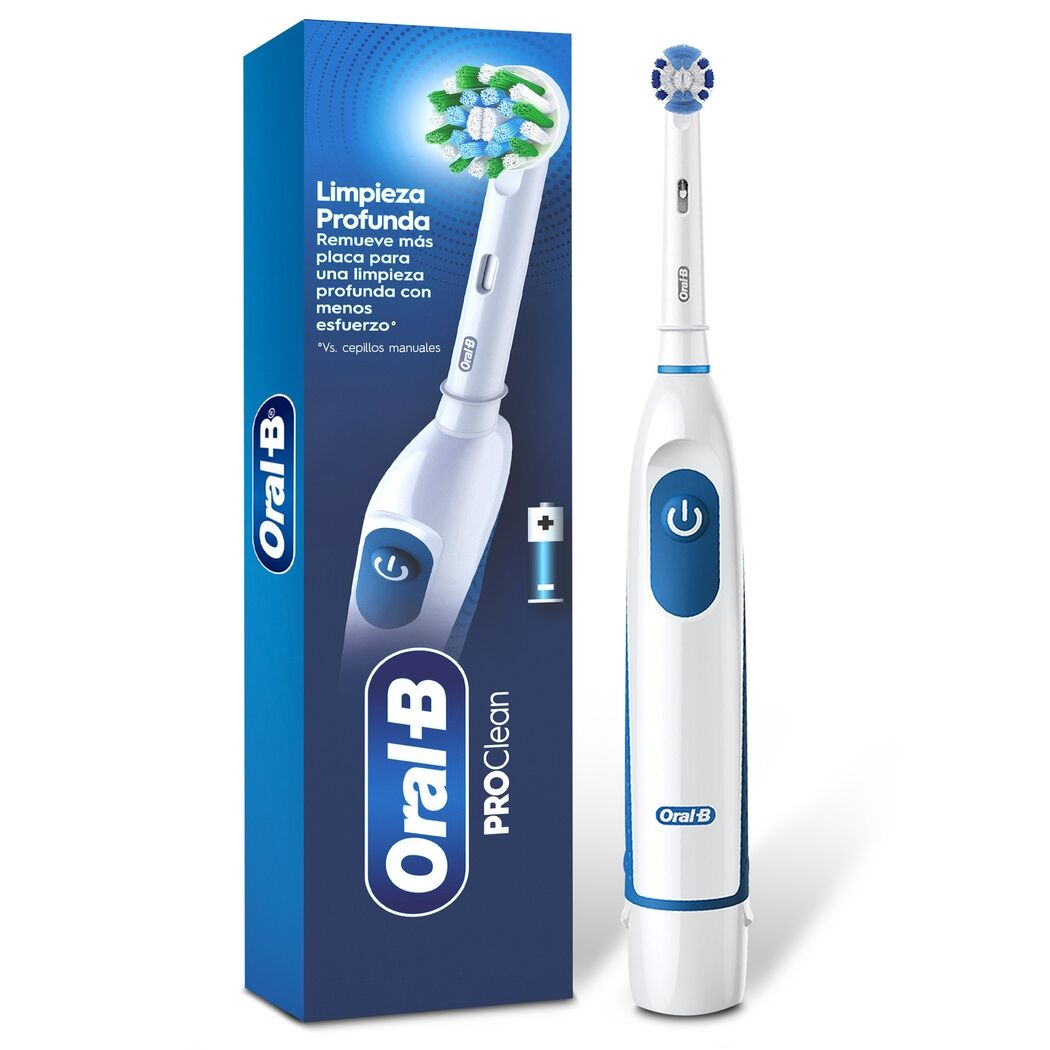 Limpieza
Profunda
Remueve más
placa para
una limpieza
profunda con
menos
esfuerzo°
°Vs. cepillos manuales
Oral-B
Oral-B®
Oral-B
PROClean
Oral-B
Oral-B